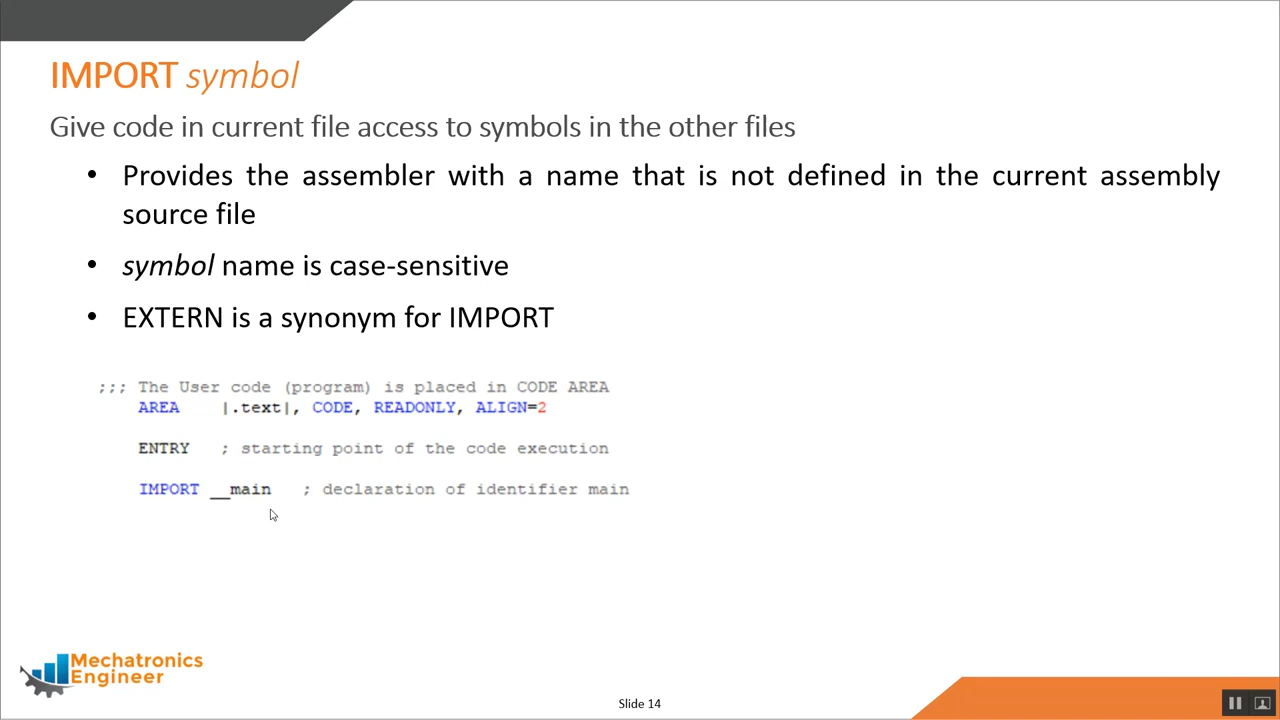 IMPORT symbol
Give code in current file access to symbols in the other files
• Provides the assembler with a name that is not defined in the current assembly
source file
• symbol name is case-sensitive
• EXTERN is a synonym for IMPORT
;;; The User code (program) is placed in CODE AREA
AREA |.text|, CODE, READONLY, ALIGN=2
ENTRY ; starting point of the code execution
IMPORT __main ; declaration of identifier main
Mechatronics
Engineer
Slide 14